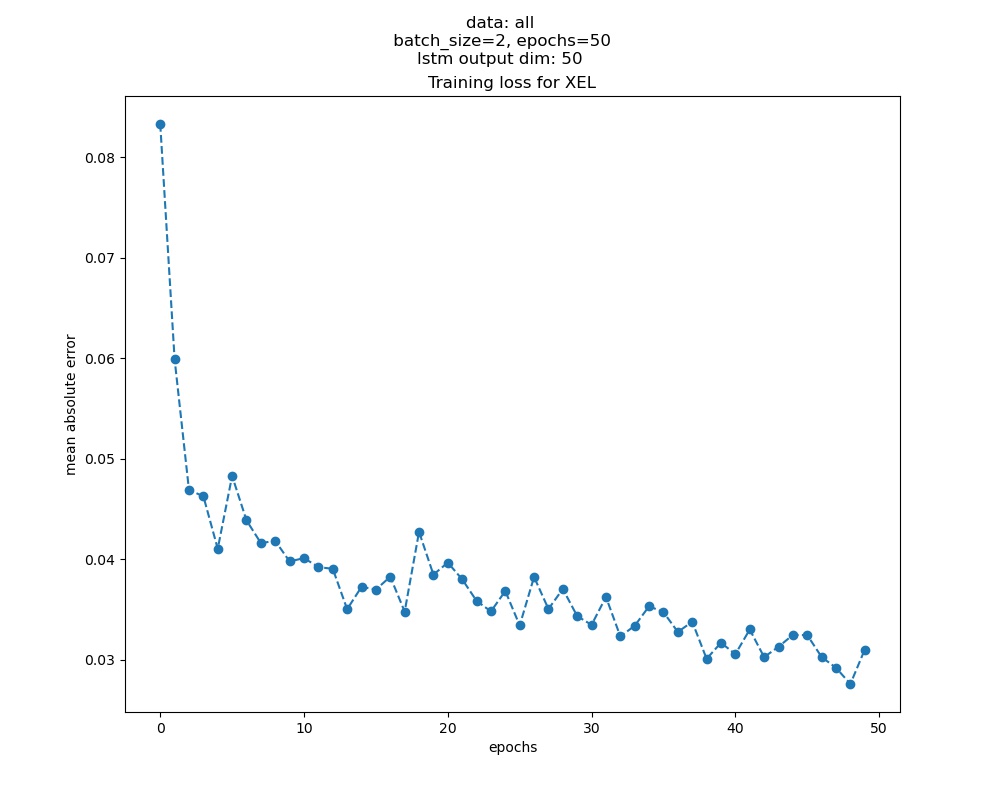 data: all
batch_size=2, epochs=50
lstm output dim: 50
Training loss for XEL
0.08
0.07
0.06
0.05
0.04
0.03
mean absolute error
0 10 20 30 40 50
epochs